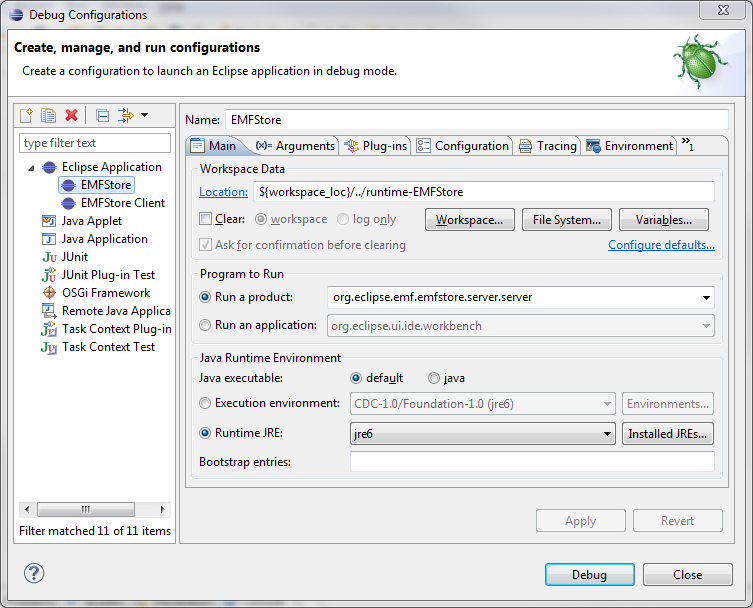 Debug Configurations
Create, manage, and run configurations
Create a configuration to launch an Eclipse application in debug mode.
type filter text
Eclipse Application
EMFStore
EMFStore Client
Java Applet
Java Application
JUnit
JUnit Plug-in Test
OSGi Framework
Remote Java Applica
Task Context Plug-in
Task Context Test
Filter matched 11 of 11 items
Name: EMFStore
Main (x)= Arguments Plug-ins Configuration Tracing Environment »1
Workspace Data
Location: ${workspace_loc}/../runtime-EMFStore
Clear: workspace log only Workspace... File System... Variables...
Ask for confirmation before clearing Configure defaults...
Program to Run
Run a product: org.eclipse.emf.emfstore.server.server
Run an application: org.eclipse.ui.ide.workbench
Java Runtime Environment
Java executable: default java
Execution environment: CDC-1.0/Foundation-1.0 (jre6) Environments...
Runtime JRE: jre6 Installed JREs...
Bootstrap entries:
Apply Revert
? Debug Close